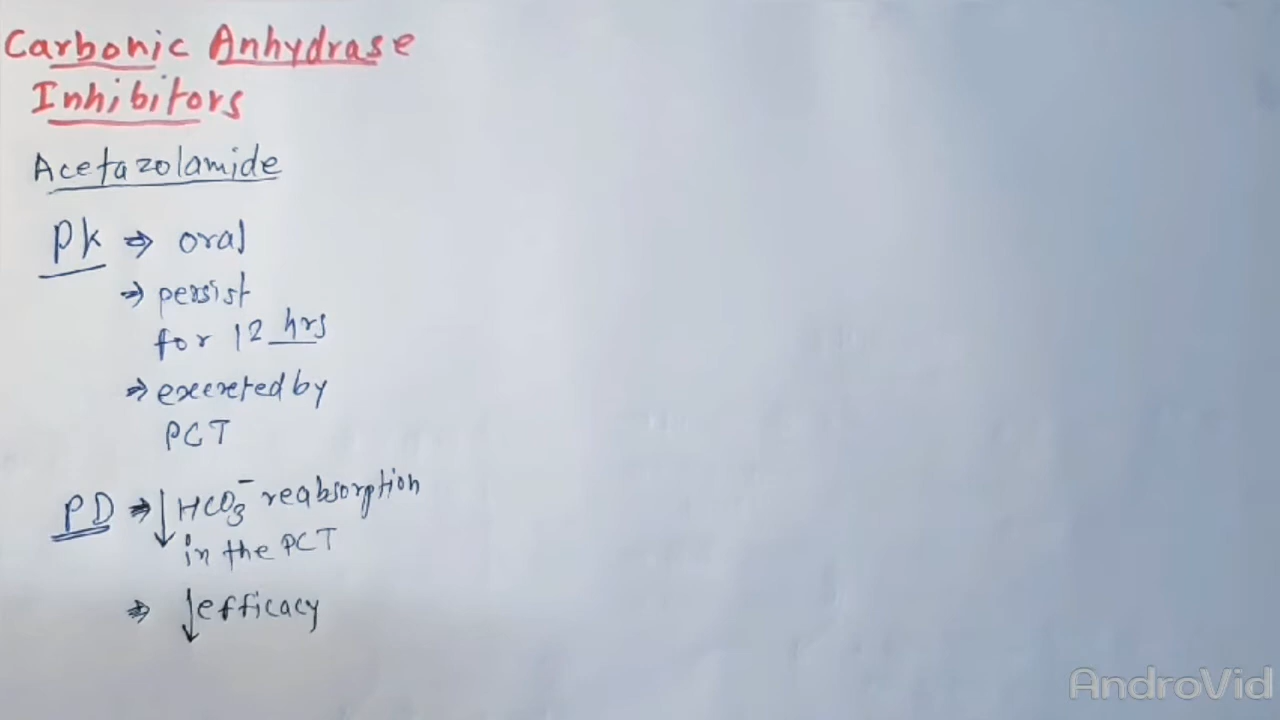 Carbonic Anhydrase
Inhibitors
Acetazolamide
PK ⇒ oral
⇒ persist
for 12 hrs
⇒ excreted by
PCT
PD ⇒ ↓ HCO3⁻ reabsorption
in the PCT
⇒ ↓ efficacy
AndroVid